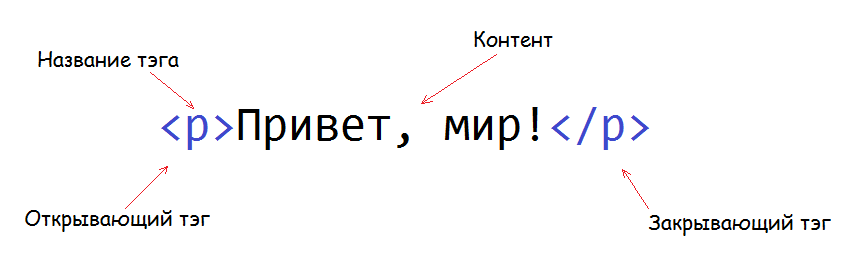 Контент
Название тэга
<p>Привет, мир!</p>
Открывающий тэг
Закрывающий тэг